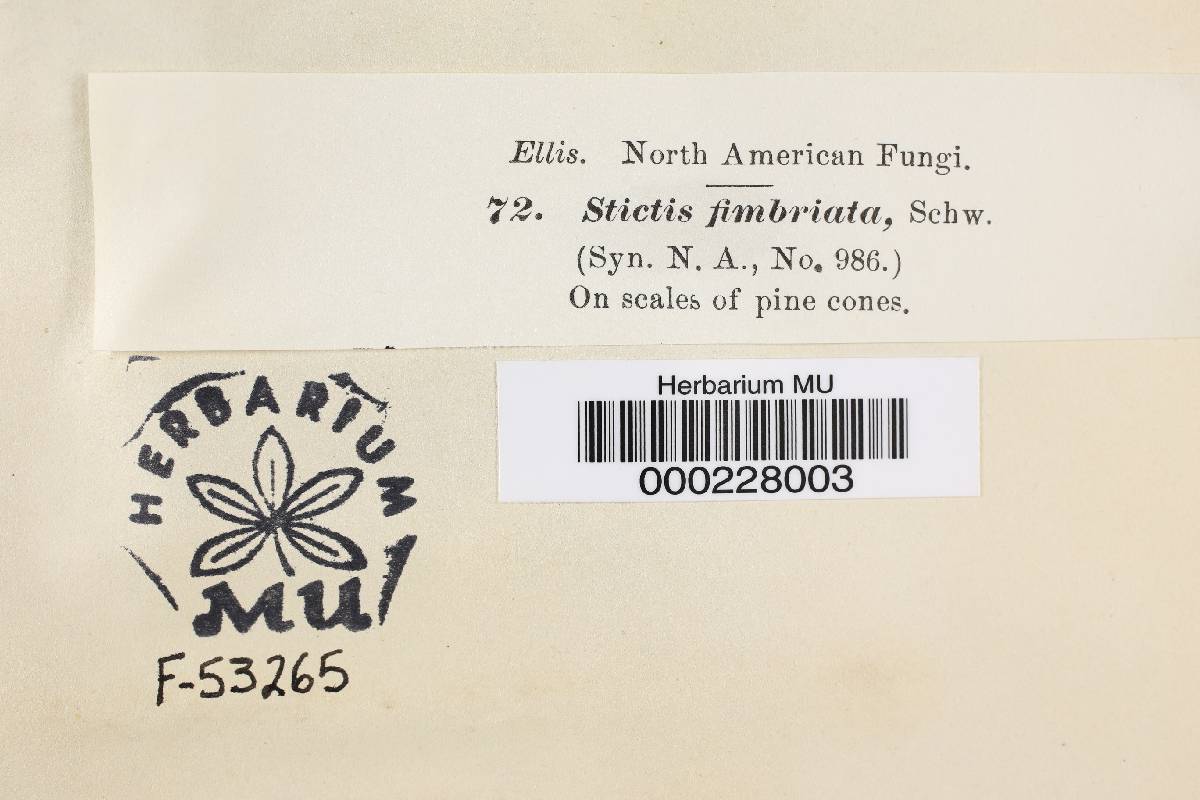 Ellis. North American Fungi.
72. Stictis fimbriata, Schw.
(Syn. N. A., No. 986.)
On scales of pine cones.
HERBARIUM
MU
F-53265
Herbarium MU
000228003